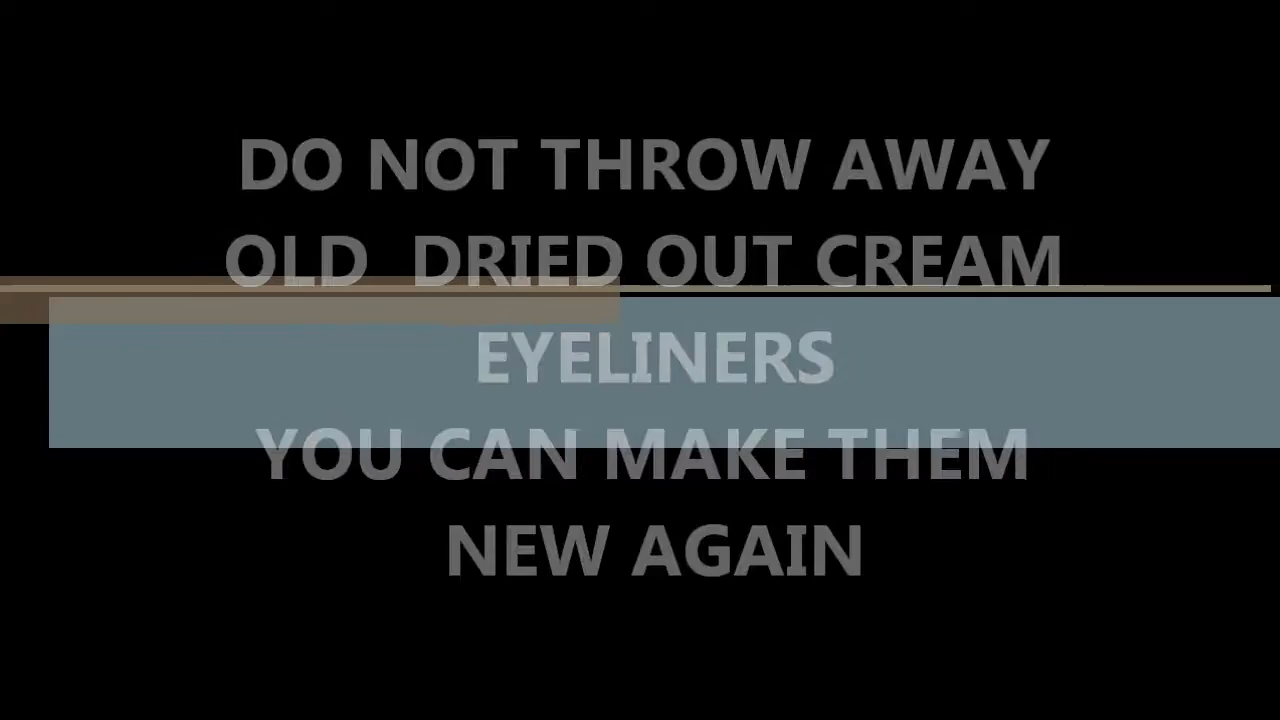 DO NOT THROW AWAY
OLD DRIED OUT CREAM
EYELINERS
YOU CAN MAKE THEM
NEW AGAIN